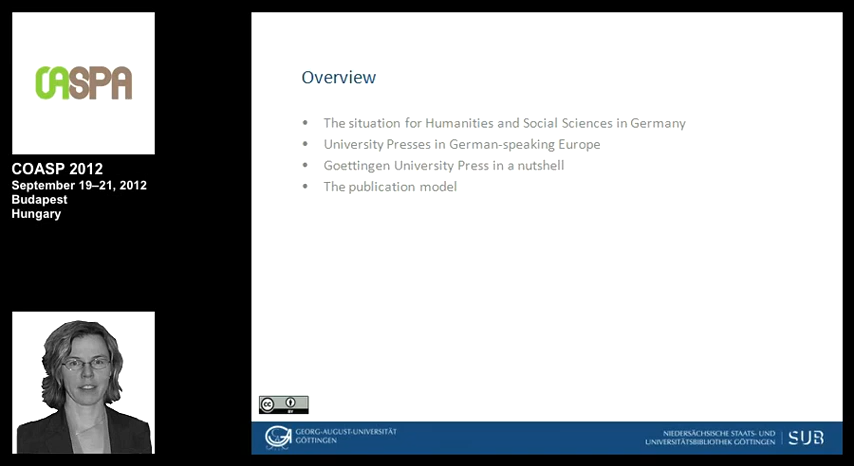 OASPA
COASP 2012
September 19–21, 2012
Budapest
Hungary
Overview
• The situation for Humanities and Social Sciences in Germany
• University Presses in German-speaking Europe
• Goettingen University Press in a nutshell
• The publication model
cc
BY
GEORG-AUGUST-UNIVERSITÄT
GÖTTINGEN
NIEDERSÄCHSISCHE STAATS- UND
UNIVERSITÄTSBIBLIOTHEK GÖTTINGEN
SUB